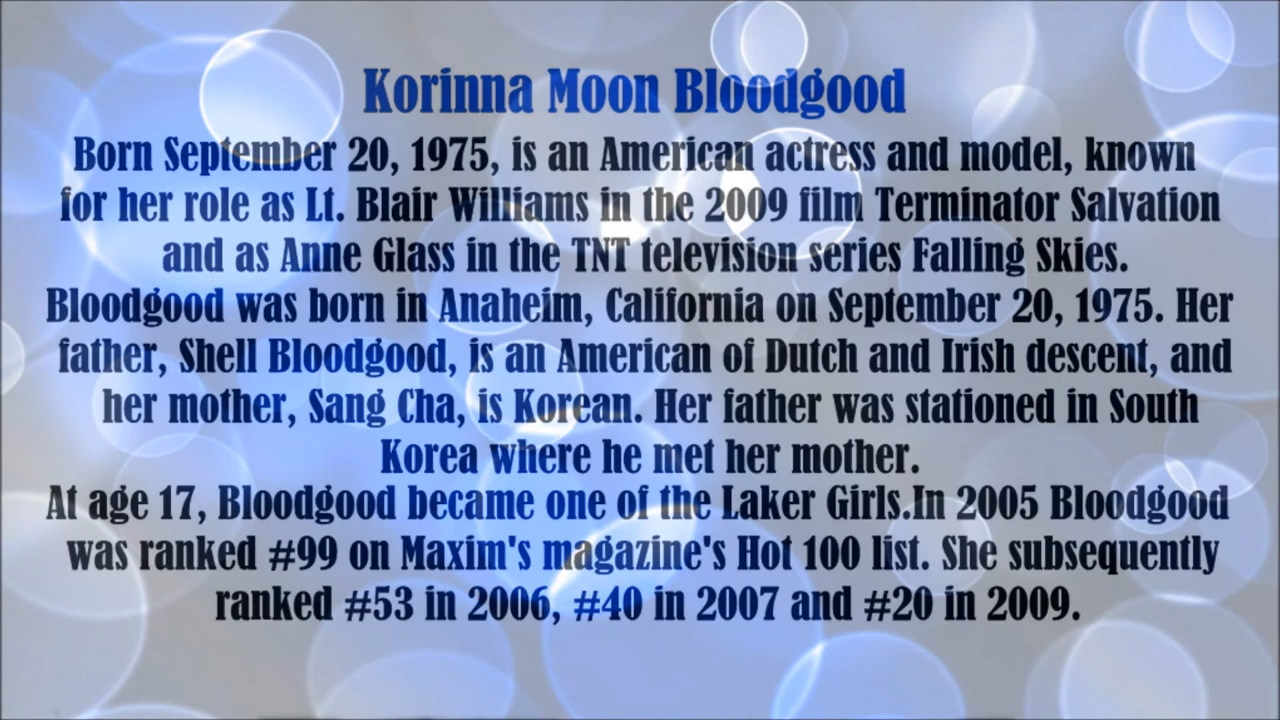 Korinna Moon Bloodgood
Born September 20, 1975, is an American actress and model, known
for her role as Lt. Blair Williams in the 2009 film Terminator Salvation
and as Anne Glass in the TNT television series Falling Skies.
Bloodgood was born in Anaheim, California on September 20, 1975. Her
father, Shell Bloodgood, is an American of Dutch and Irish descent, and
her mother, Sang Cha, is Korean. Her father was stationed in South
Korea where he met her mother.
At age 17, Bloodgood became one of the Laker Girls.In 2005 Bloodgood
was ranked #99 on Maxim's magazine's Hot 100 list. She subsequently
ranked #53 in 2006, #40 in 2007 and #20 in 2009.